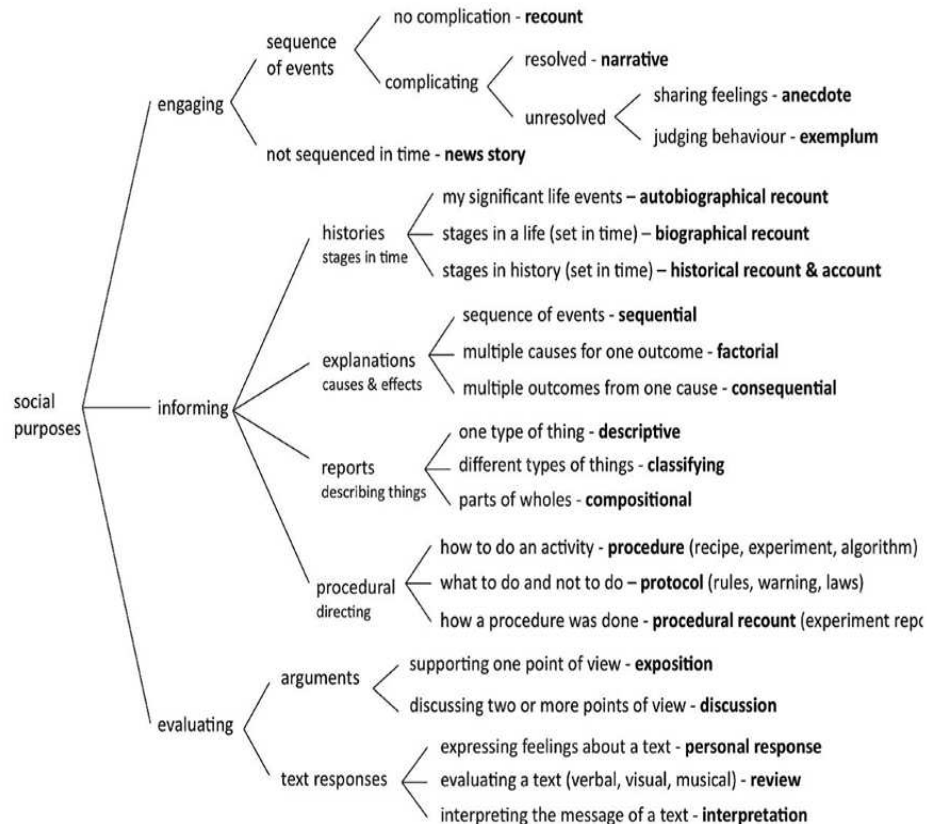 no complication - recount
sequence
of events
resolved - narrative
complicating
sharing feelings - anecdote
engaging
unresolved
judging behaviour - exemplum
not sequenced in time - news story
my significant life events – autobiographical recount
histories
stages in time
stages in a life (set in time) – biographical recount
stages in history (set in time) – historical recount & account
sequence of events - sequential
explanations
causes & effects
multiple causes for one outcome - factorial
multiple outcomes from one cause - consequential
social
purposes
informing
one type of thing - descriptive
reports
describing things
different types of things - classifying
parts of wholes - compositional
how to do an activity - procedure (recipe, experiment, algorithm)
procedural
directing
what to do and not to do – protocol (rules, warning, laws)
how a procedure was done - procedural recount (experiment
supporting one point of view - exposition
arguments
discussing two or more points of view - discussion
evaluating
expressing feelings about a text - personal response
text responses
evaluating a text (verbal, visual, musical) - review
interpreting the message of a text - interpretation